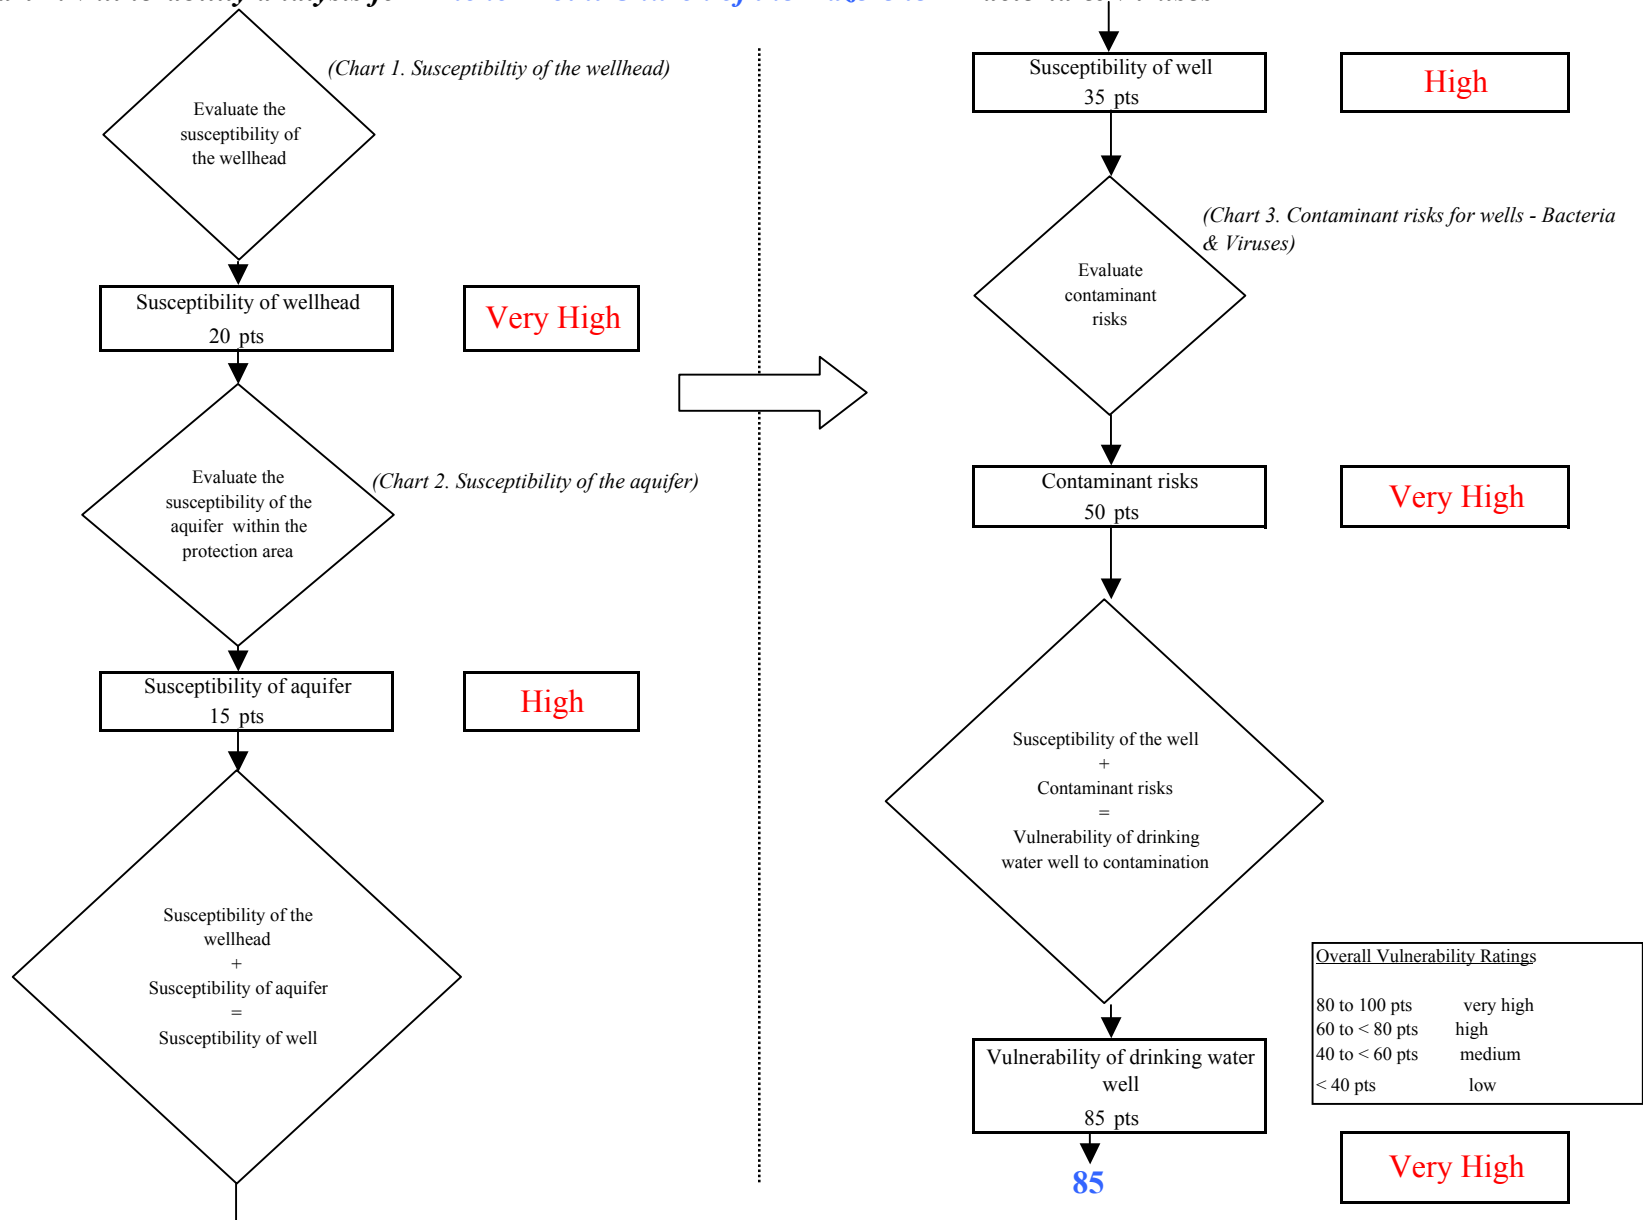 (Chart 1. Susceptibiltiy of the wellhead)
Evaluate the
susceptibility of
the wellhead
Susceptibility of wellhead
20 pts
Very High
Evaluate the
susceptibility of the
aquifer within the
protection area
(Chart 2. Susceptibility of the aquifer)
Susceptibility of aquifer
15 pts
High
Susceptibility of the
wellhead
+
Susceptibility of aquifer
=
Susceptibility of well
Susceptibility of well
35 pts
High
(Chart 3. Contaminant risks for wells - Bacteria
& Viruses)
Evaluate
contaminant
risks
Contaminant risks
50 pts
Very High
Susceptibility of the well
+
Contaminant risks
=
Vulnerability of drinking
water well to contamination
Vulnerability of drinking water
well
85 pts
85
Overall Vulnerability Ratings
80 to 100 pts very high
60 to < 80 pts high
40 to < 60 pts medium
< 40 pts low
Very High